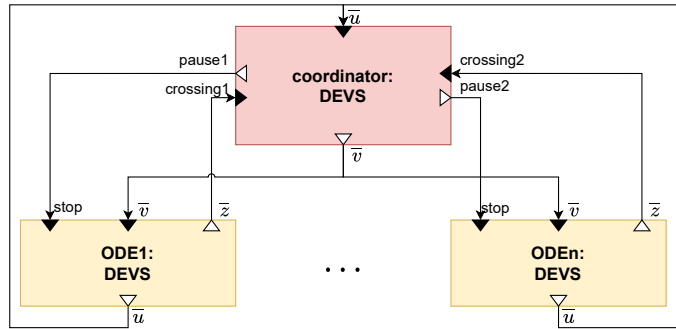 u̅
pause1
crossing2
coordinator:
DEVS
crossing1
pause2
v̅
stop
v̅
z̅
stop
v̅
z̅
ODE1:
DEVS
. . .
ODEn:
DEVS
u̅
u̅